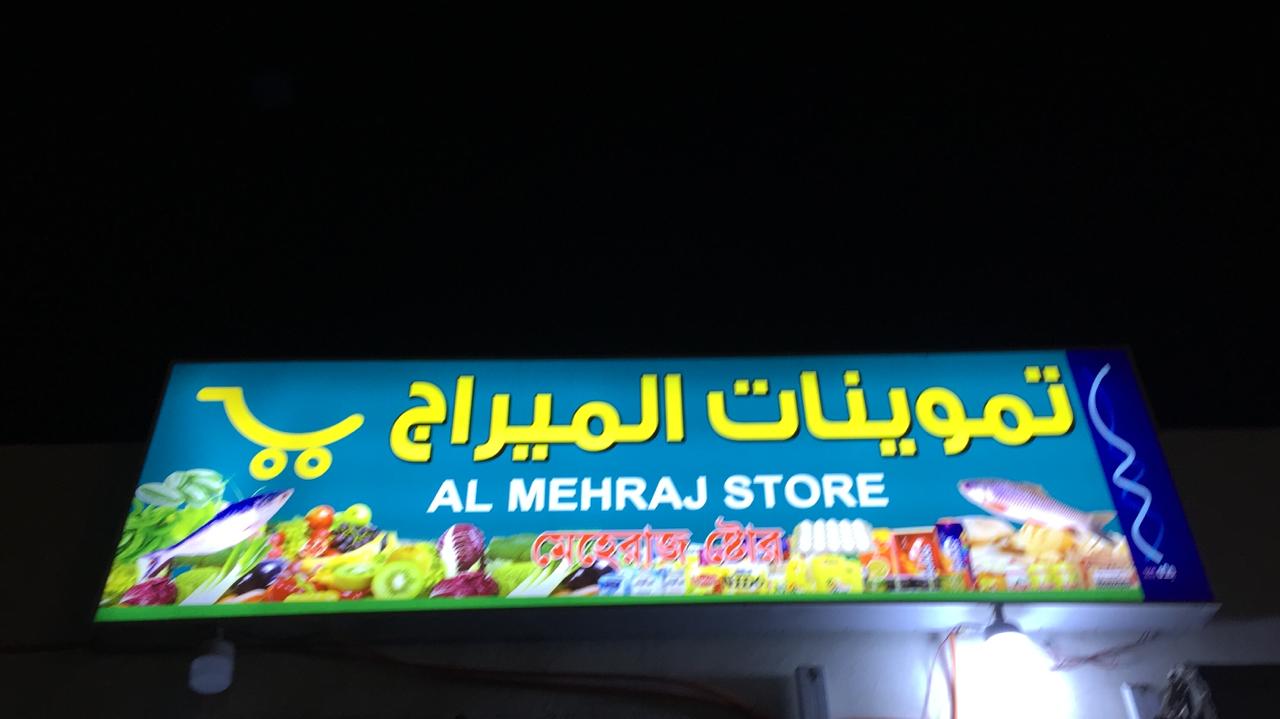 تموينات الميراج
AL MEHRAJ STORE
মেহেরাজ ষ্টোর